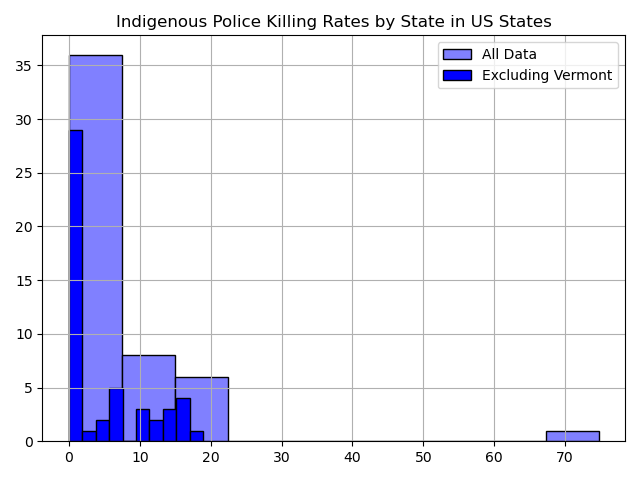 Indigenous Police Killing Rates by State in US States
All Data
Excluding Vermont
35
30
25
20
15
10
5
0
0 10 20 30 40 50 60 70